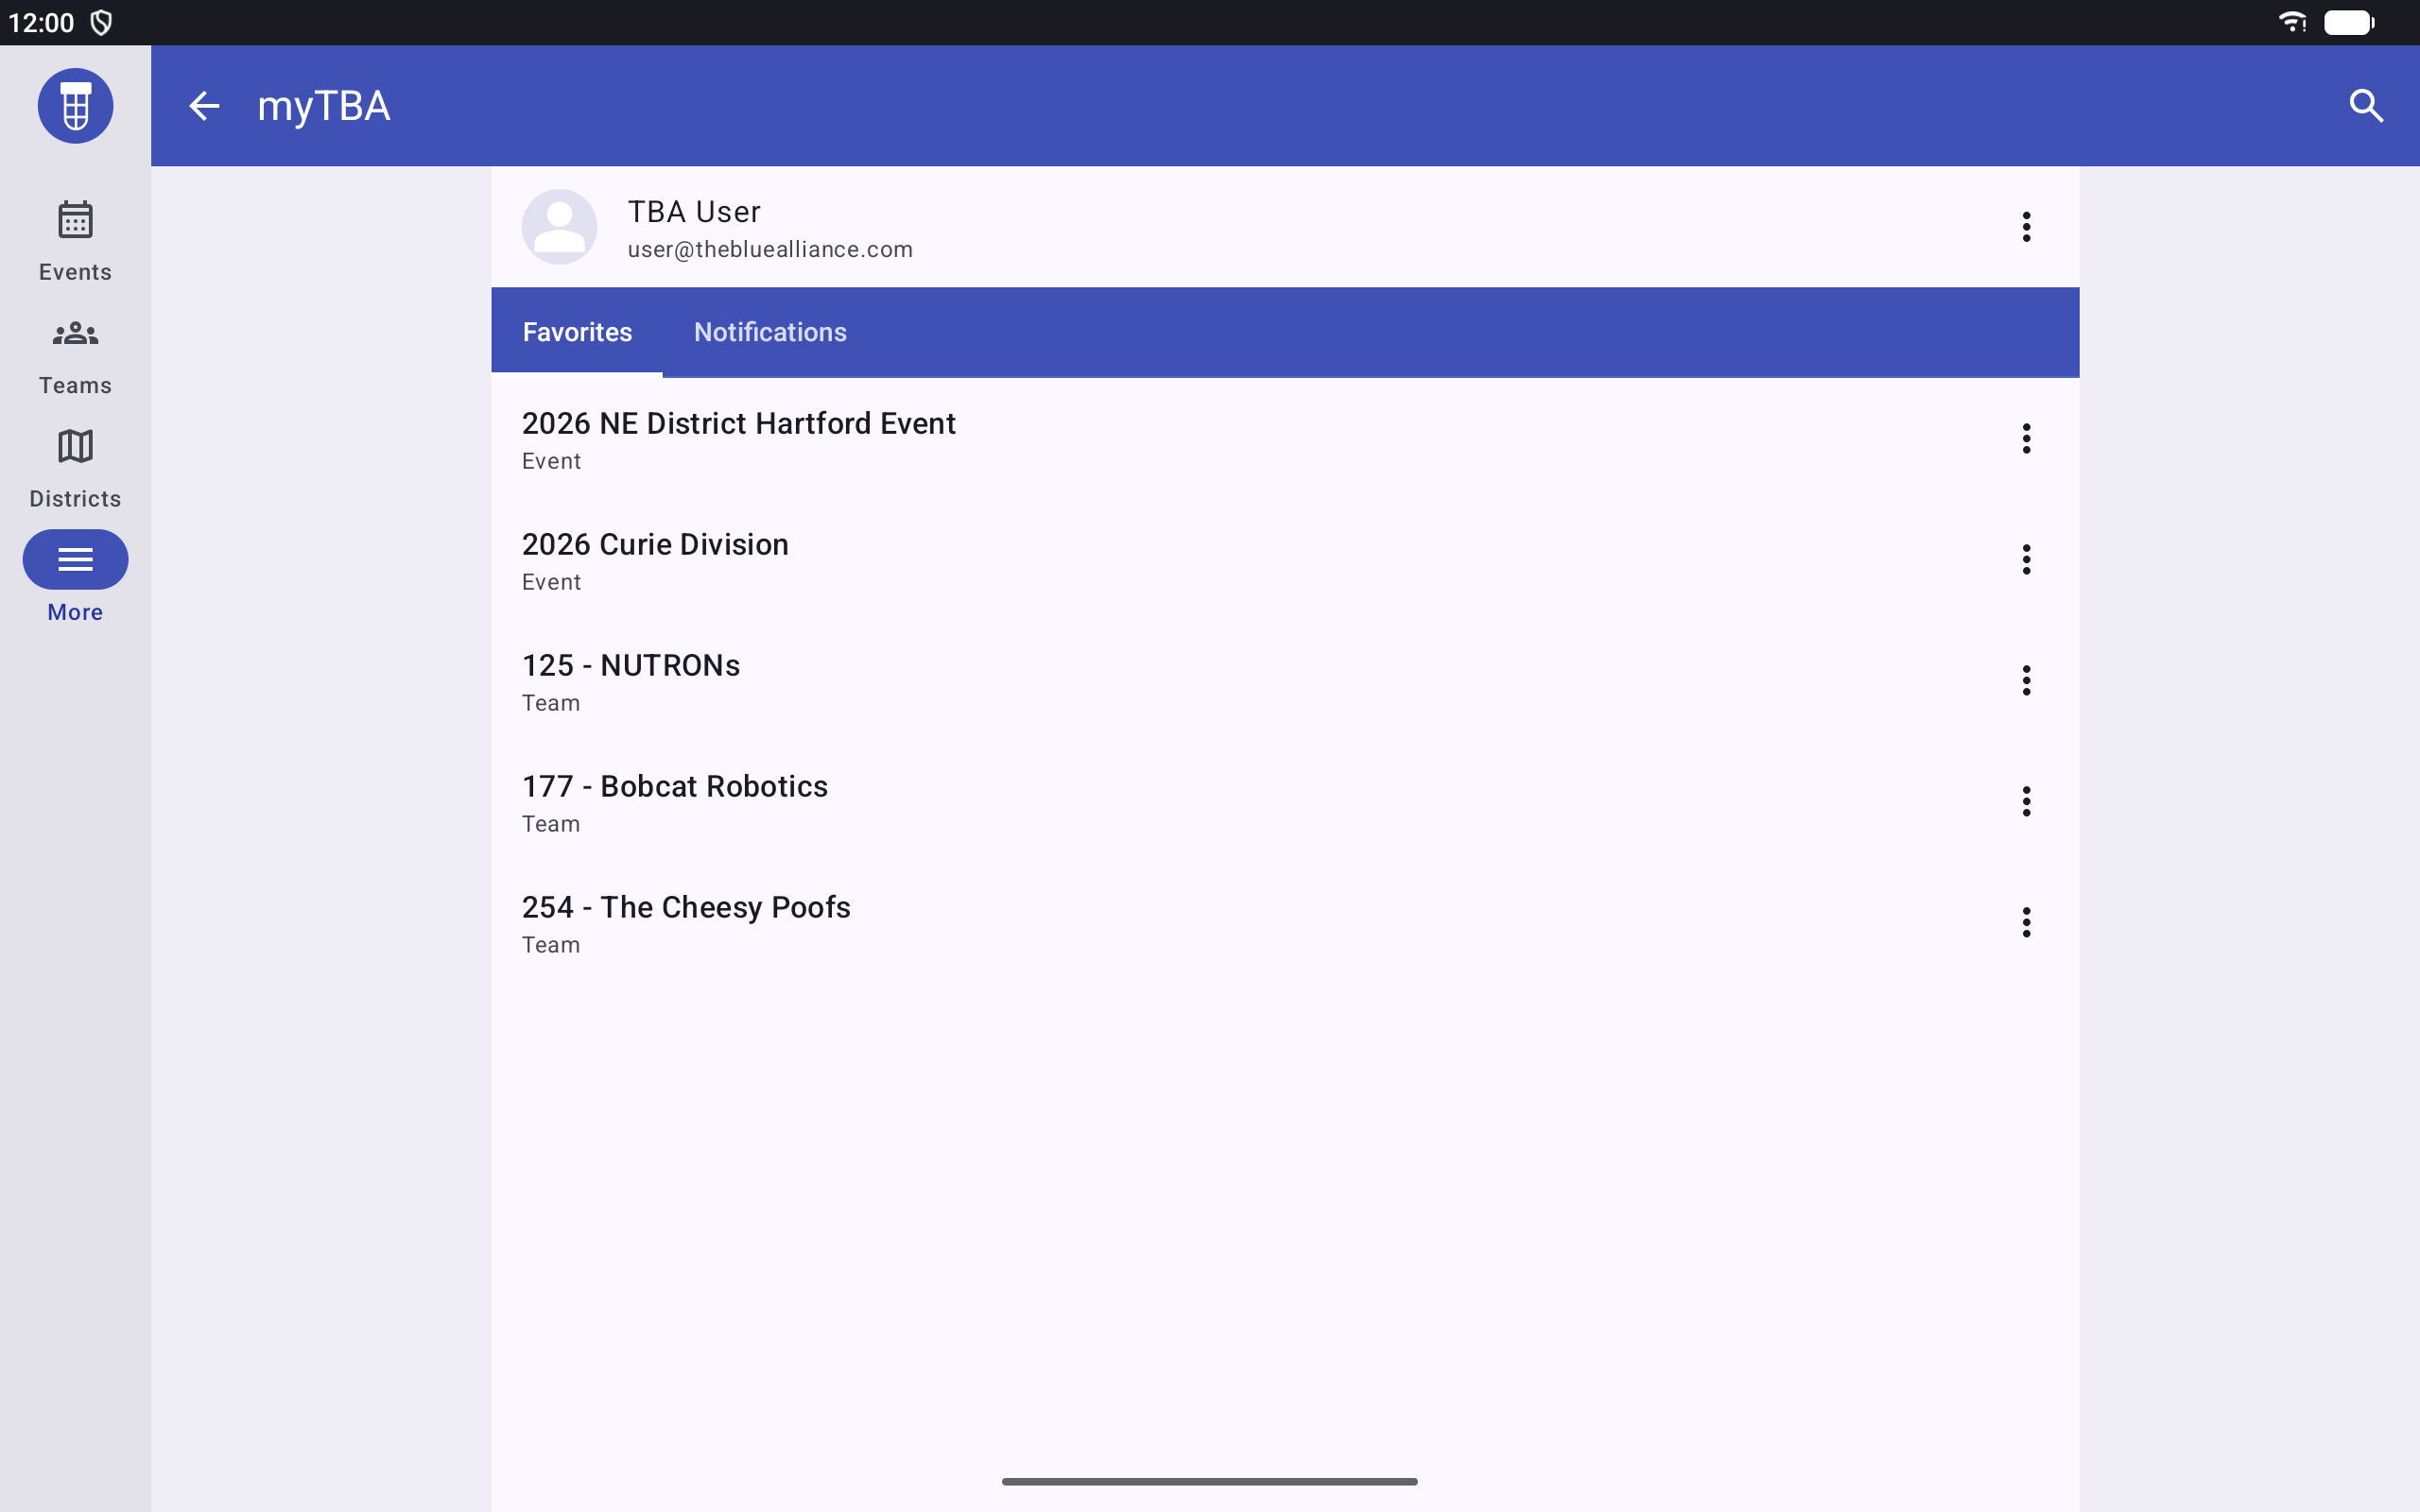 12:00
myTBA
Events
Teams
Districts
More
TBA User
user@thebluealliance.com
Favorites
Notifications
2026 NE District Hartford Event
Event
2026 Curie Division
Event
125 - NUTRONs
Team
177 - Bobcat Robotics
Team
254 - The Cheesy Poofs
Team